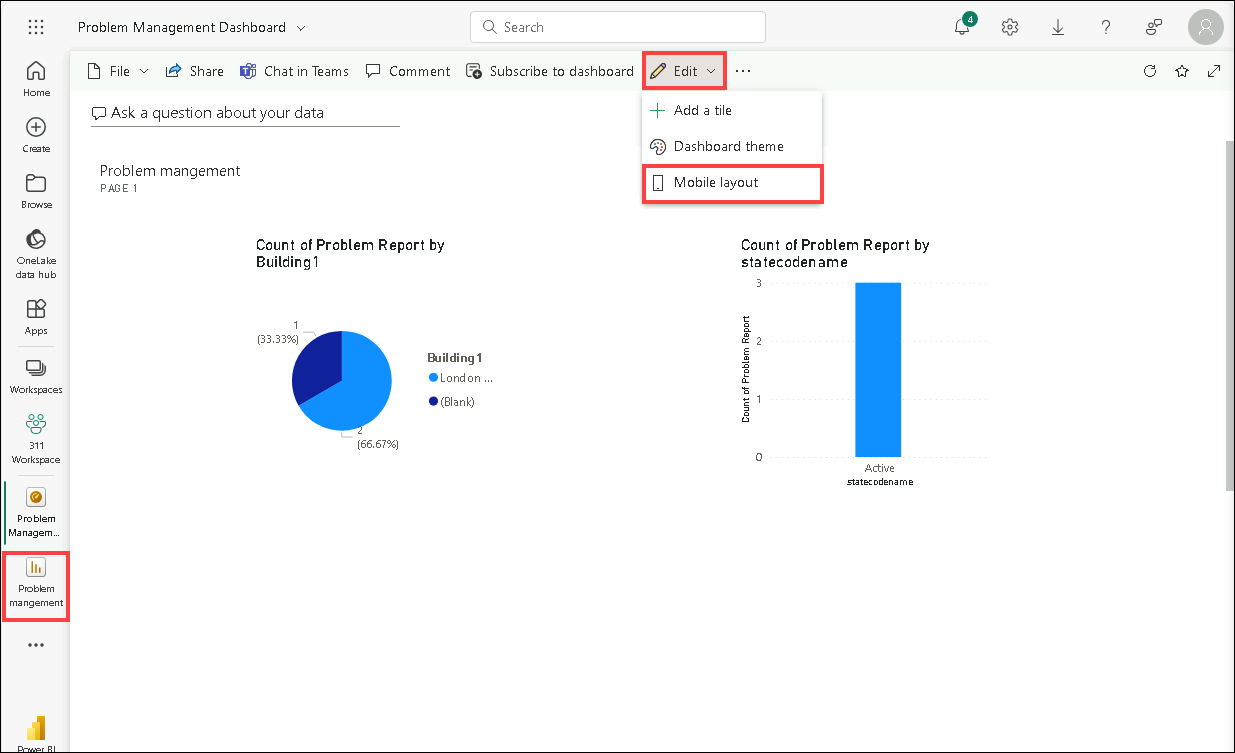 Problem Management Dashboard
Search
4
File
Share
Chat in Teams
Comment
Subscribe to dashboard
Edit
Add a tile
Dashboard theme
Mobile layout
Home
Create
Browse
OneLake
data hub
Apps
Workspaces
311
Workspace
Problem
Managem...
Problem
mangement
Power BI
Ask a question about your data
Problem mangement
PAGE 1
Count of Problem Report by
Building1
1
(33.33%)
2
(66.67%)
Building1
London ...
(Blank)
Count of Problem Report by
statecodename
Count of Problem Report
3
2
1
0
Active
statecodename